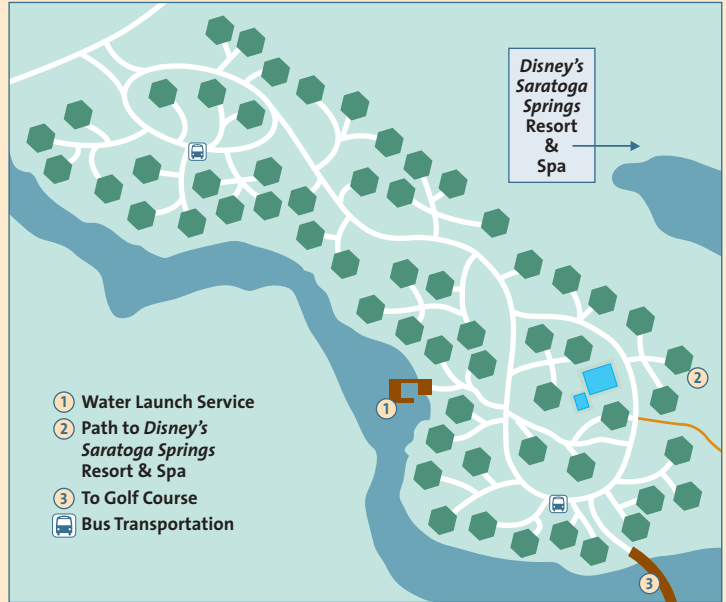 Disney's
Saratoga
Springs
Resort
&
Spa
2
1
1 Water Launch Service
2 Path to Disney's
Saratoga Springs
Resort & Spa
3 To Golf Course
Bus Transportation
3